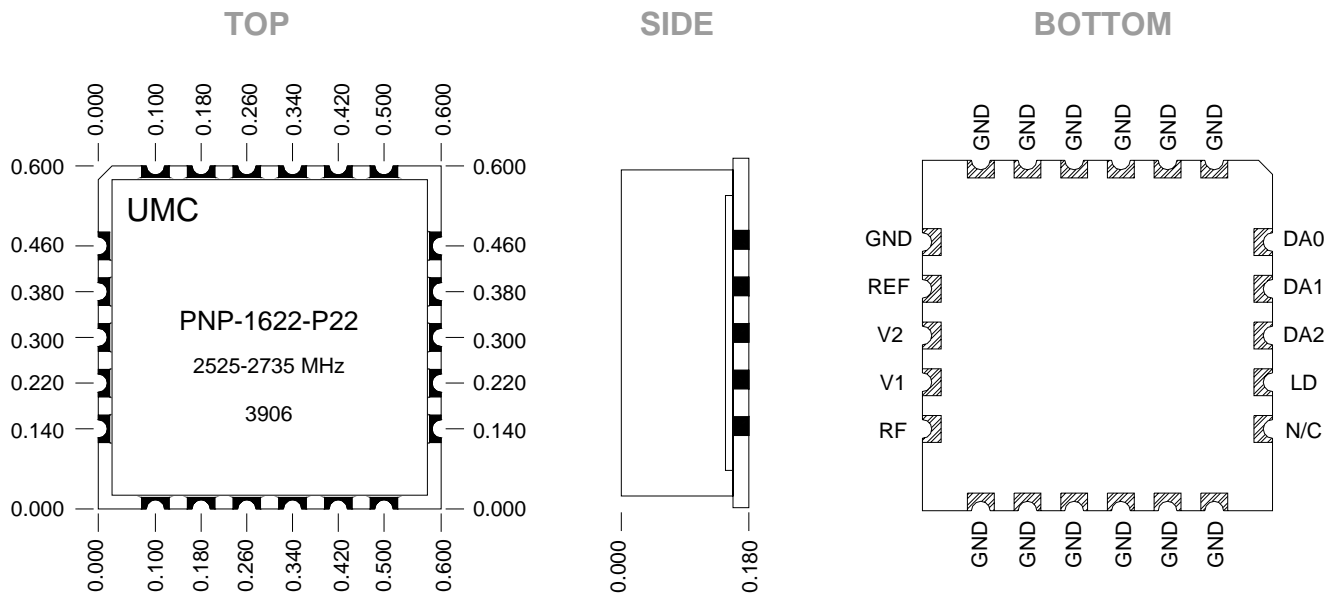 TOP
SIDE
BOTTOM
0.000 0.100 0.180 0.260 0.340 0.420 0.500 0.600
0.600
0.460
0.380
0.300
0.220
0.140
0.000
UMC
PNP-1622-P22
2525-2735 MHz
3906
0.600
0.460
0.380
0.300
0.220
0.140
0.000
0.000 0.100 0.180 0.260 0.340 0.420 0.500 0.600
0.000 0.180
GND GND GND GND GND GND
GND
REF
V2
V1
RF
DA0
DA1
DA2
LD
N/C
GND GND GND GND GND GND